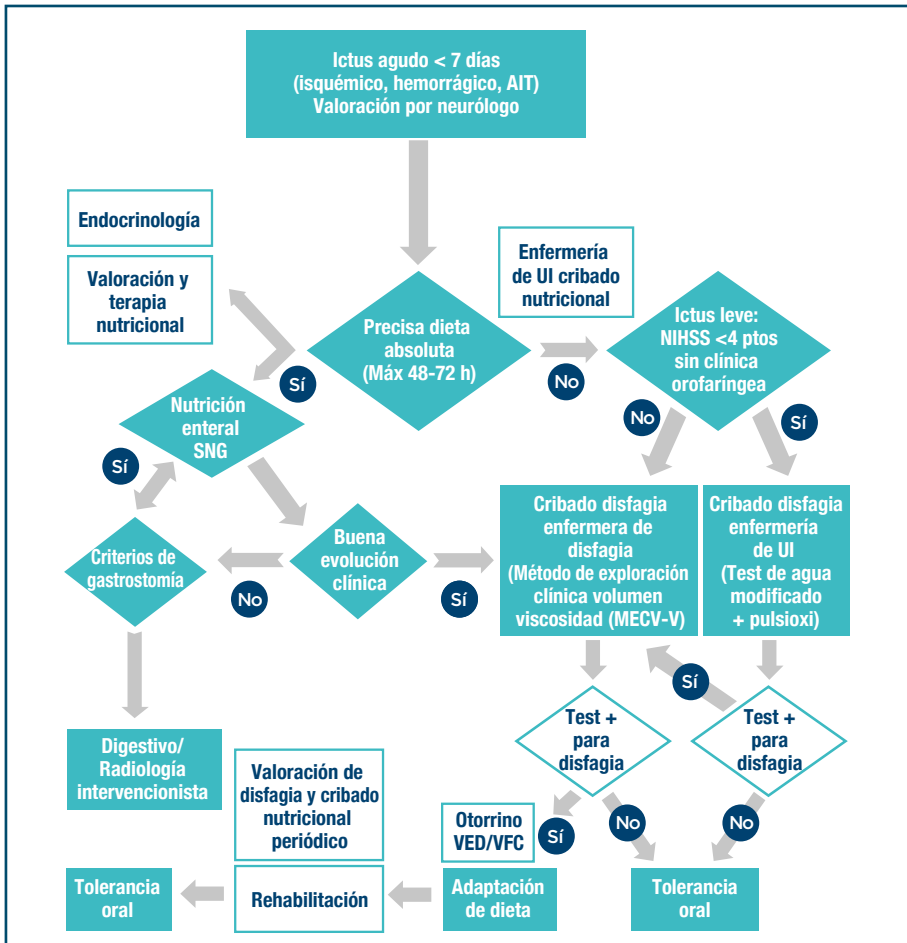 Ictus agudo < 7 días
(isquémico, hemorrágico, AIT)
Valoración por neurólogo
Endocrinología
Valoración y
terapia
nutricional
Enfermería
de UI cribado
nutricional
Precisa dieta
absoluta
(Máx 48-72 h)
Ictus leve:
NIHSS <4 ptos
sin clínica
orofaríngea
Sí
No
Nutrición
enteral
SNG
No
Sí
Sí
Criterios de
gastrostomía
Buena
evolución
clínica
No
Sí
Cribado disfagia
enfermera de
disfagia
(Método de exploración
clínica volumen
viscosidad (MECV-V)
Cribado disfagia
enfermería
de UI
(Test de agua
modificado
+ pulsioxi)
Sí
Test +
para
disfagia
Test +
para
disfagia
Digestivo/
Radiología
intervencionista
Valoración de
disfagia y cribado
nutricional
periódico
Otorrino
VED/VFC
Sí
No
No
Tolerancia
oral
Rehabilitación
Adaptación
de dieta
Tolerancia
oral